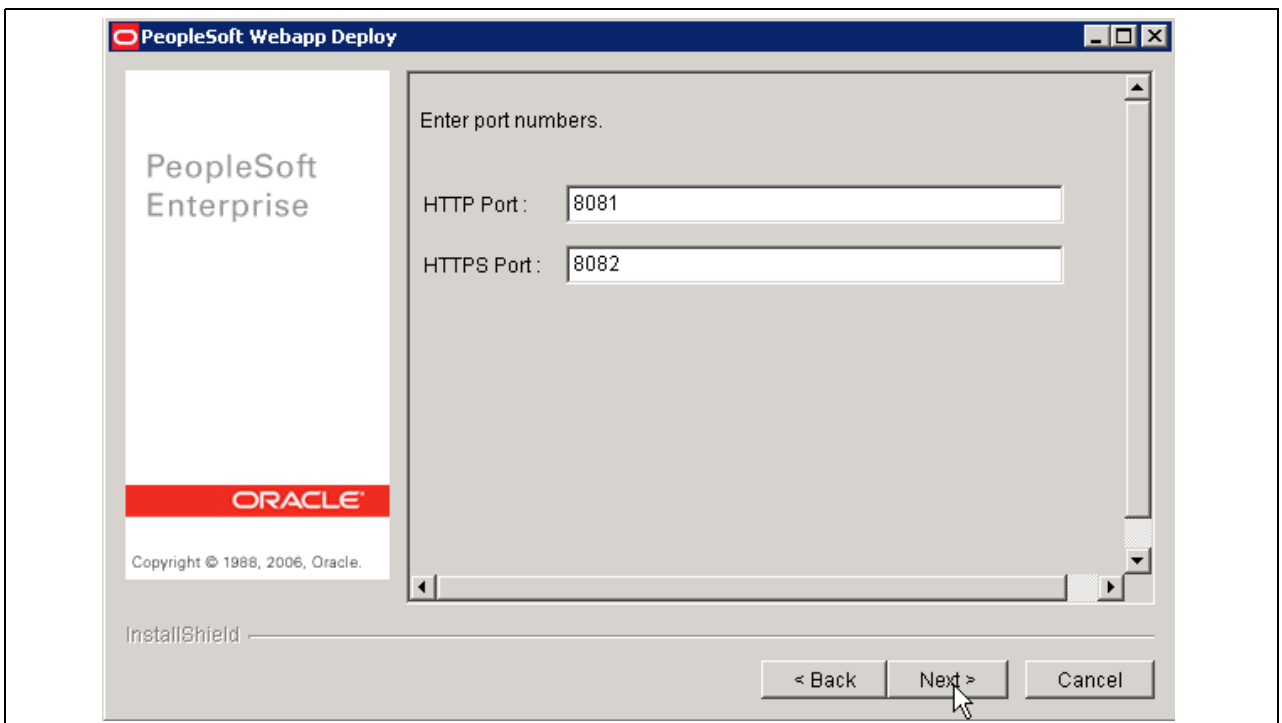 PeopleSoft Webapp Deploy
PeopleSoft
Enterprise
ORACLE
Copyright © 1988, 2006, Oracle.
Enter port numbers.
HTTP Port : 8081
HTTPS Port : 8082
InstallShield
< Back Next > Cancel